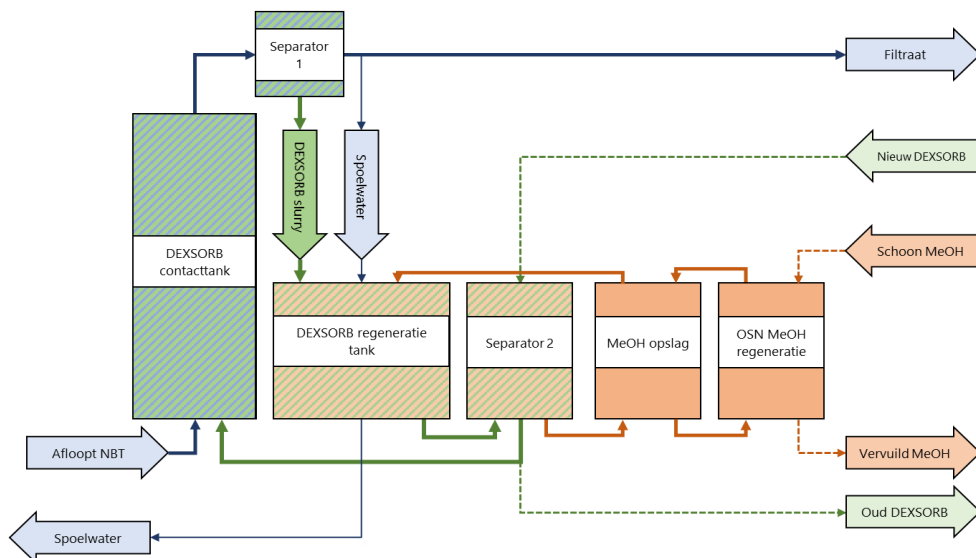 Separator
1
Filtraat
DEXSORB slurry
Spoelwater
Nieuw DEXSORB
DEXSORB
contacttank
Schoon MeOH
DEXSORB regeneratie
tank
Separator 2
MeOH opslag
OSN MeOH
regeneratie
Afloopt NBT
Vervuild MeOH
Oud DEXSORB
Spoelwater